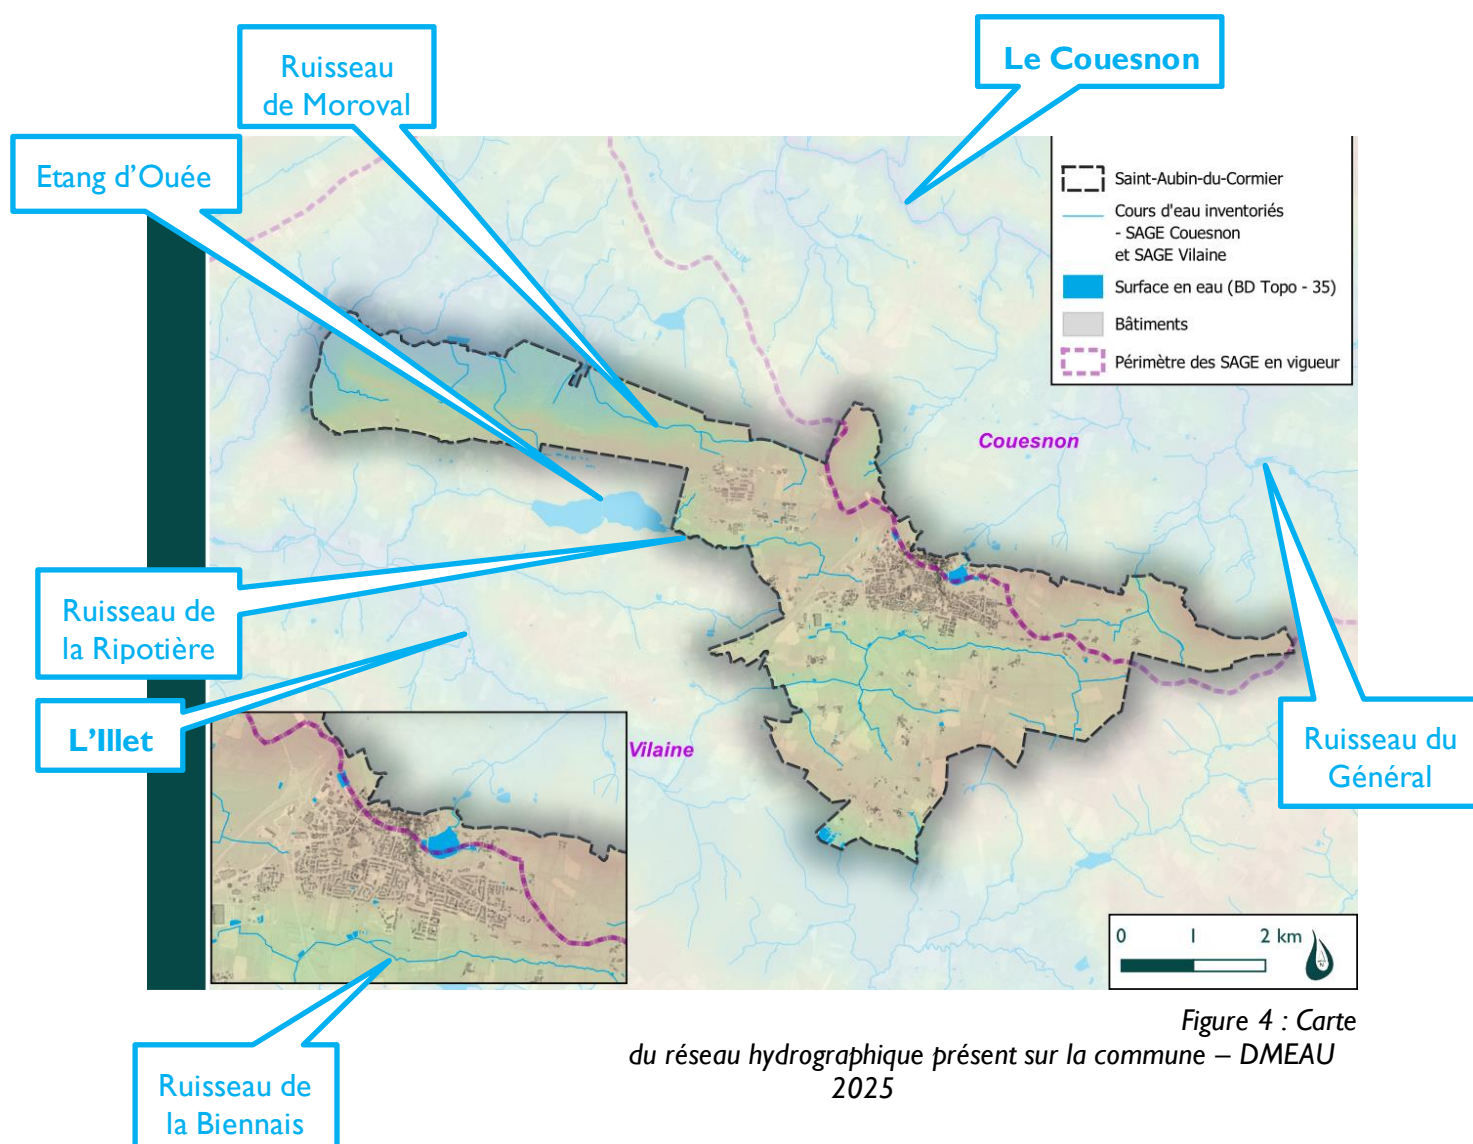 Le Couesnon
Ruisseau
de Moroval
Etang d'Ouée
Saint-Aubin-du-Cormier
Cours d'eau inventoriés
- SAGE Couesnon
et SAGE Vilaine
Surface en eau (BD Topo - 35)
Bâtiments
Périmètre des SAGE en vigueur
Couesnon
Ruisseau de
la Ripotière
L'Illet
Vilaine
Ruisseau du
Général
0 1 2 km
Figure 4 : Carte
du réseau hydrographique présent sur la commune – DMEAU
2025
Ruisseau de
la Biennais